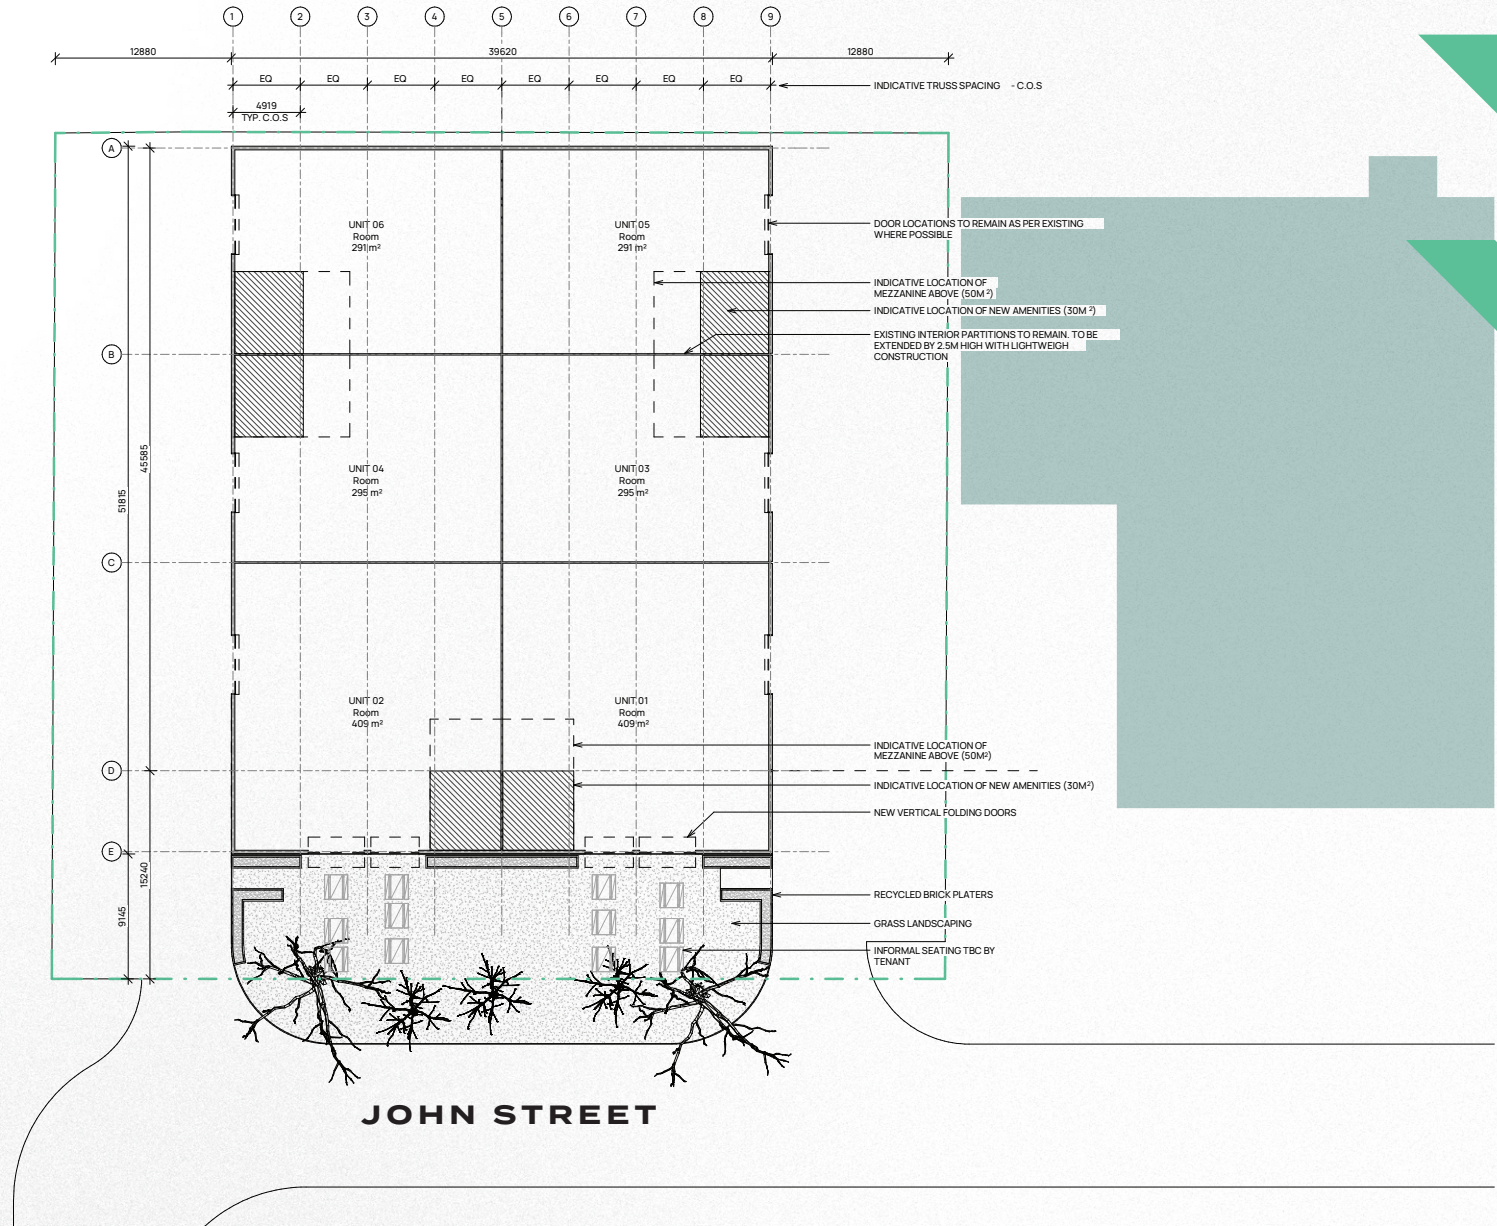 1 2 3 4 5 6 7 8 9
12880 39620 12880
EQ EQ EQ EQ EQ EQ EQ EQ
INDICATIVE TRUSS SPACING - C.O.S
4919
TYP. C.O.S
A
UNIT 06
Room
291 m²
UNIT 05
Room
291 m²
DOOR LOCATIONS TO REMAIN AS PER EXISTING
WHERE POSSIBLE
INDICATIVE LOCATION OF
MEZZANINE ABOVE (50M²)
INDICATIVE LOCATION OF NEW AMENITIES (30M²)
EXISTING INTERIOR PARTITIONS TO REMAIN. TO BE
EXTENDED BY 2.5M HIGH WITH LIGHTWEIGH
CONSTRUCTION
B
45585
51815
UNIT 04
Room
295 m²
UNIT 03
Room
295 m²
C
UNIT 02
Room
409 m²
UNIT 01
Room
409 m²
INDICATIVE LOCATION OF
MEZZANINE ABOVE (50M²)
D
INDICATIVE LOCATION OF NEW AMENITIES (30M²)
NEW VERTICAL FOLDING DOORS
E
15240
9145
RECYCLED BRICK PLATERS
GRASS LANDSCAPING
INFORMAL SEATING TBC BY
TENANT
JOHN STREET